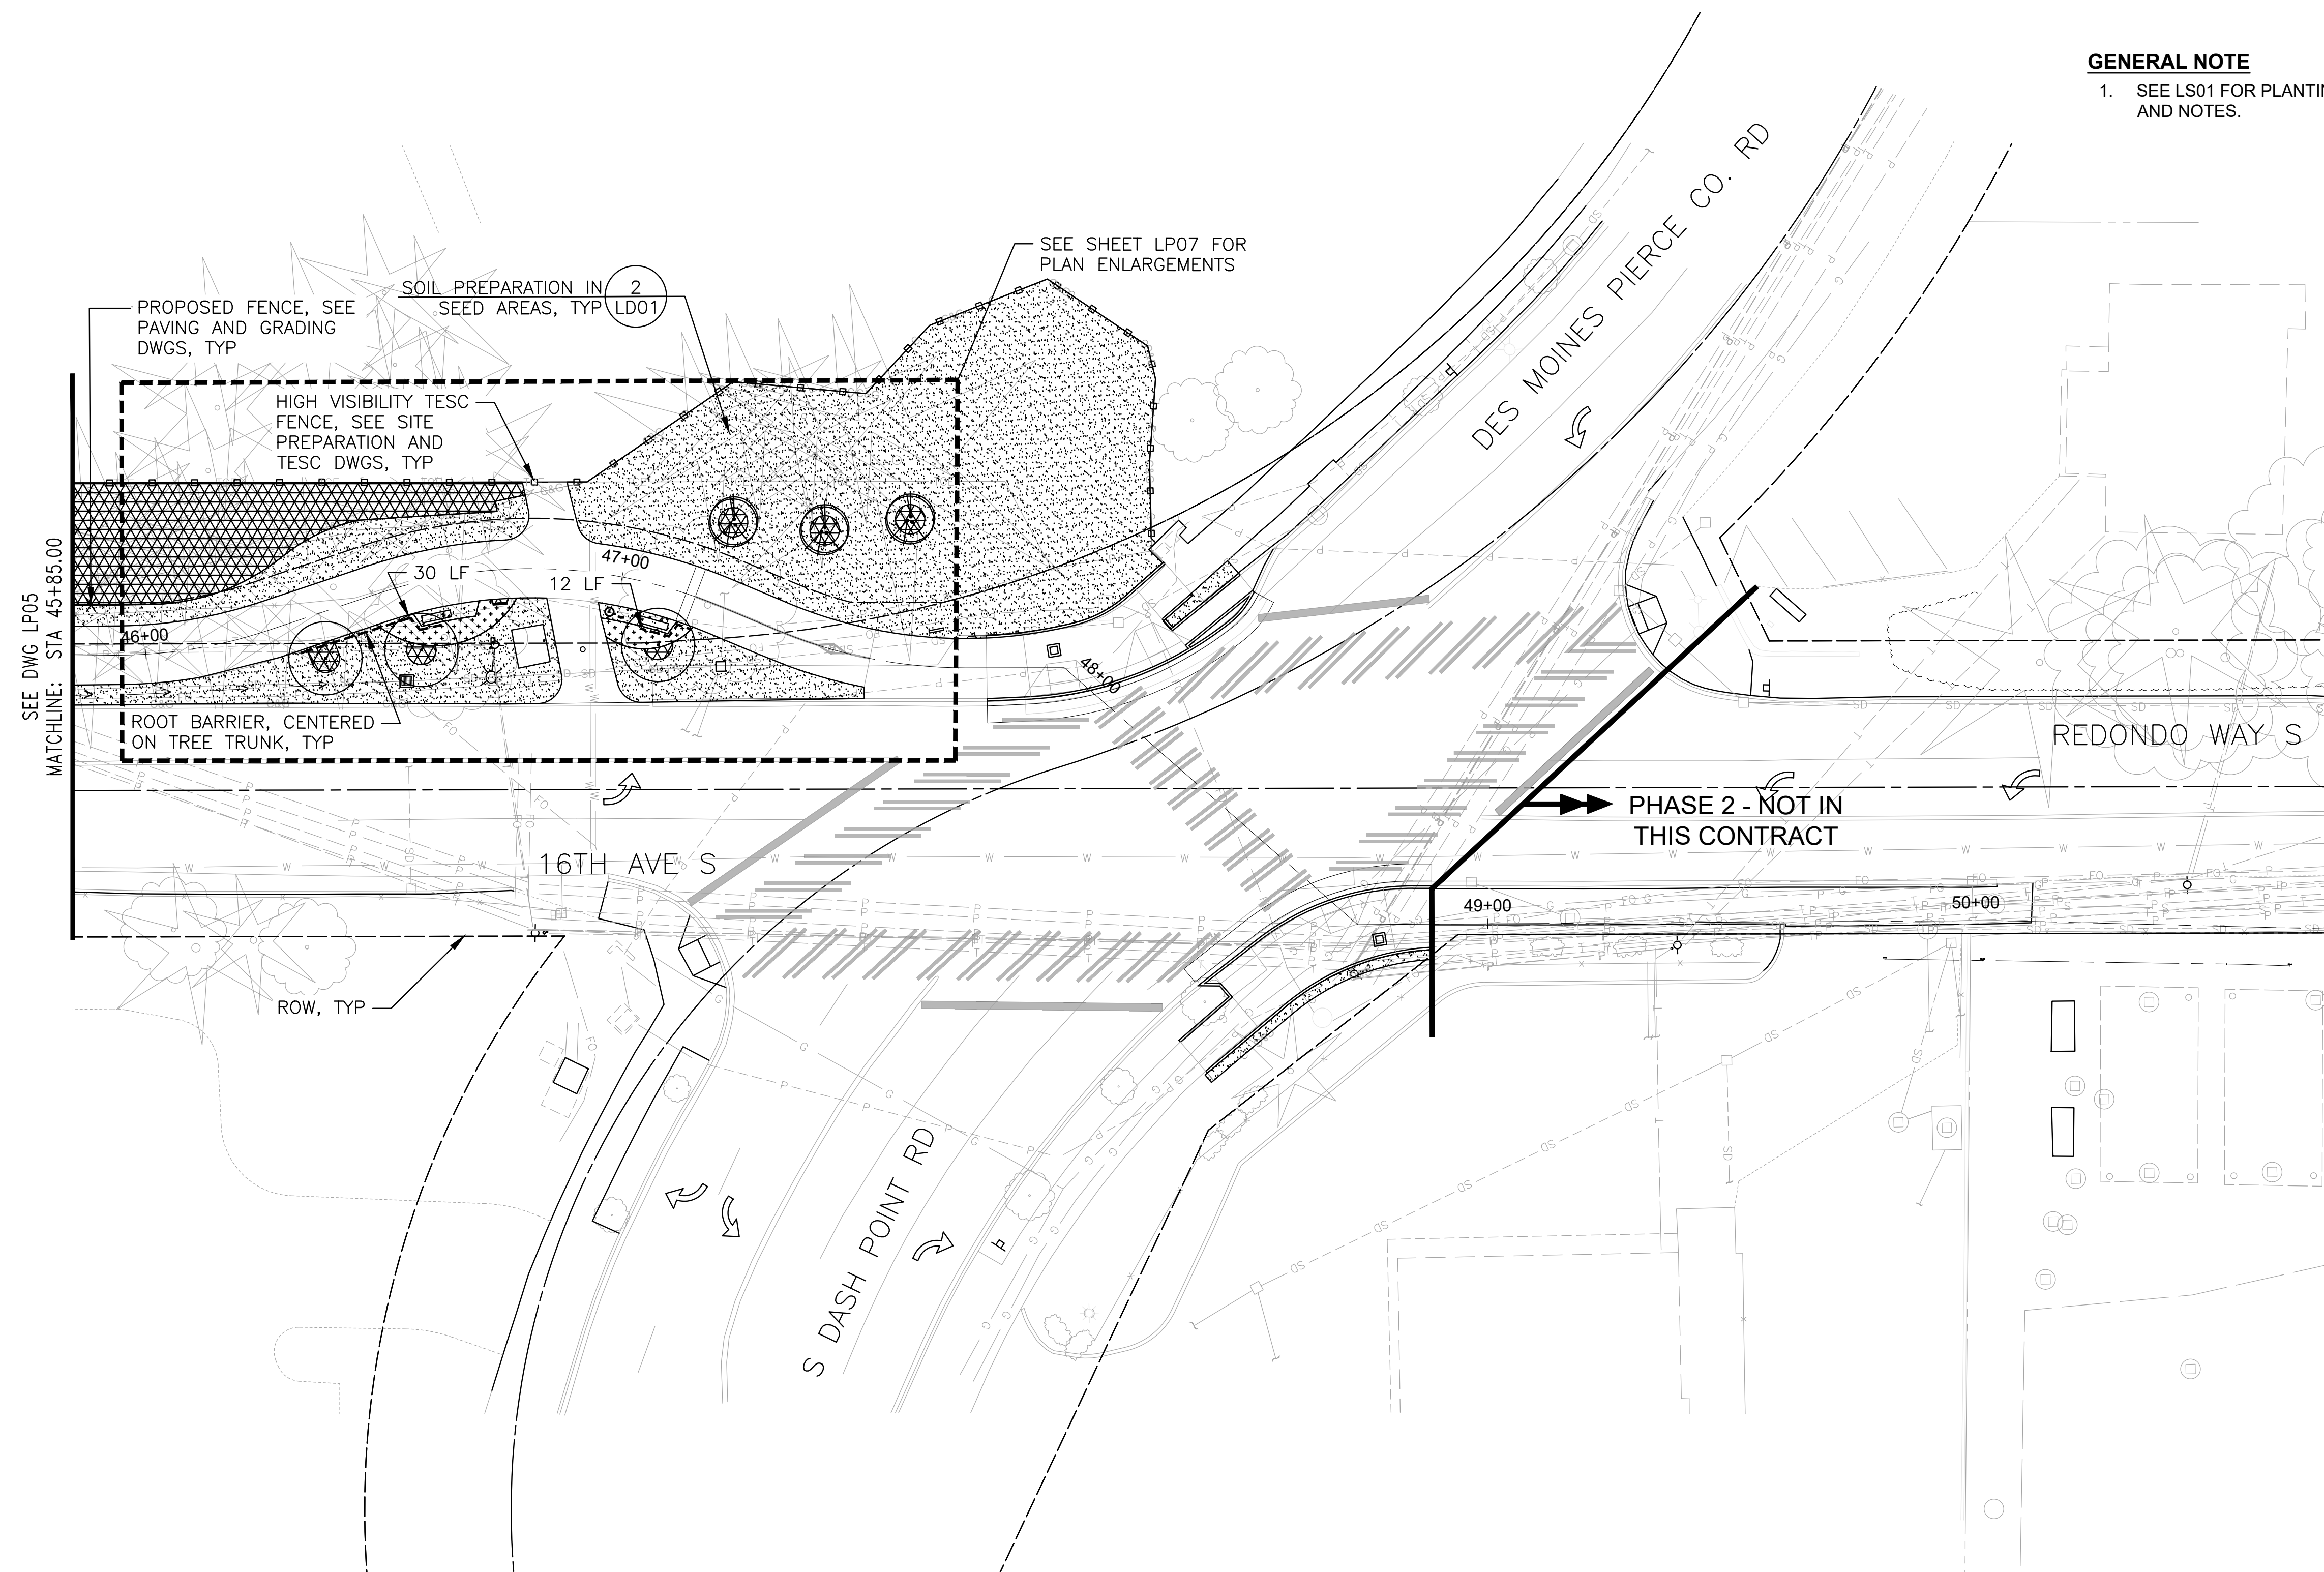 GENERAL NOTE
1. SEE LS01 FOR PLANTIN
AND NOTES.
DES MOINES PIERCE CO. RD
SEE SHEET LP07 FOR
PLAN ENLARGEMENTS
SOIL PREPARATION IN
SEED AREAS, TYP
2
LD01
PROPOSED FENCE, SEE
PAVING AND GRADING
DWGS, TYP
HIGH VISIBILITY TESC
FENCE, SEE SITE
PREPARATION AND
TESC DWGS, TYP
SEE DWG LP05
MATCHLINE: STA 45+85.00
30 LF
12 LF
47+00
46+00
48+00
ROOT BARRIER, CENTERED
ON TREE TRUNK, TYP
REDONDO WAY S
PHASE 2 - NOT IN
THIS CONTRACT
16TH AVE S
49+00
50+00
ROW, TYP
S DASH POINT RD